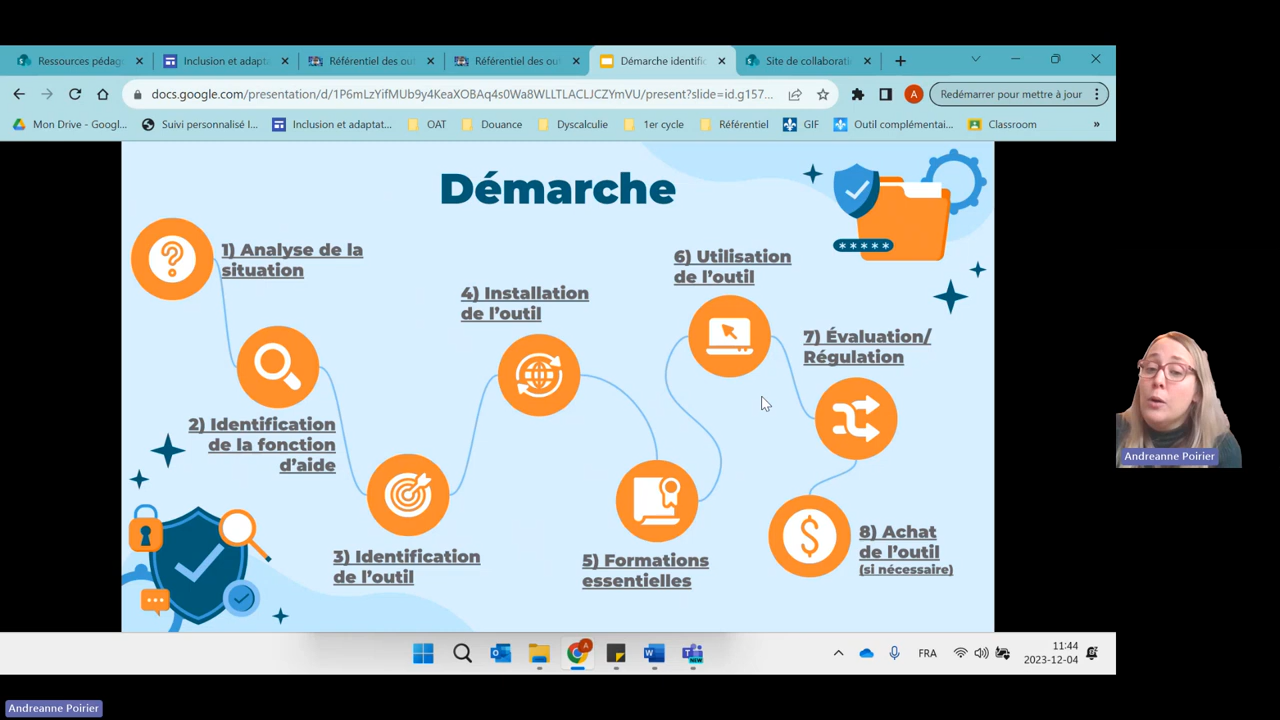 Ressources pédag
Inclusion et adapta
Référentiel des out
Référentiel des out
Démarche identific
Site de collaborati
docs.google.com/presentation/d/1P6mLzYifMUb9y4KeaXOBAq4s0Wa8WLLTLACLJCZYmVU/present?slide=id.g157...
A
Redémarrer pour mettre à jour
Mon Drive - Googl...
Suivi personnalisé I...
Inclusion et adaptat...
OAT
Douance
Dyscalculie
1er cycle
Référentiel
GIF
Outil complémentai...
Classroom
»
Démarche
*****
1) Analyse de la
situation
2) Identification
de la fonction
d'aide
3) Identification
de l'outil
4) Installation
de l'outil
5) Formations
essentielles
6) Utilisation
de l'outil
7) Évaluation/
Régulation
8) Achat
de l'outil
(si nécessaire)
Andreanne Poirier
FRA
11:44
2023-12-04
Andreanne Poirier